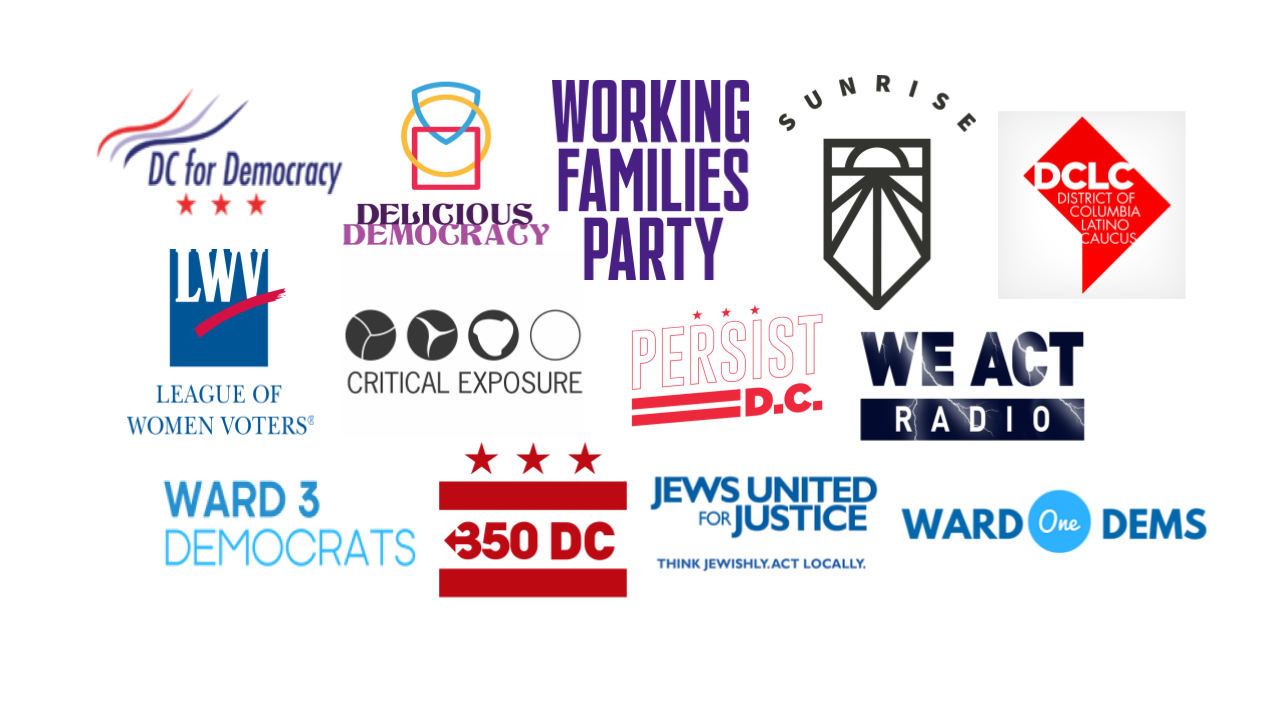 DC for Democracy
DELICIOUS
DEMOCRACY
WORKING
FAMILIES
PARTY
SUNRISE
DCLC
DISTRICT OF
COLUMBIA
LATINO
CAUCUS
LWV
LEAGUE OF
WOMEN VOTERS®
CRITICAL EXPOSURE
PERSIST
D.C.
WE ACT
RADIO
WARD 3
DEMOCRATS
350 DC
JEWS UNITED
FOR JUSTICE
THINK JEWISHLY. ACT LOCALLY.
WARD One DEMS